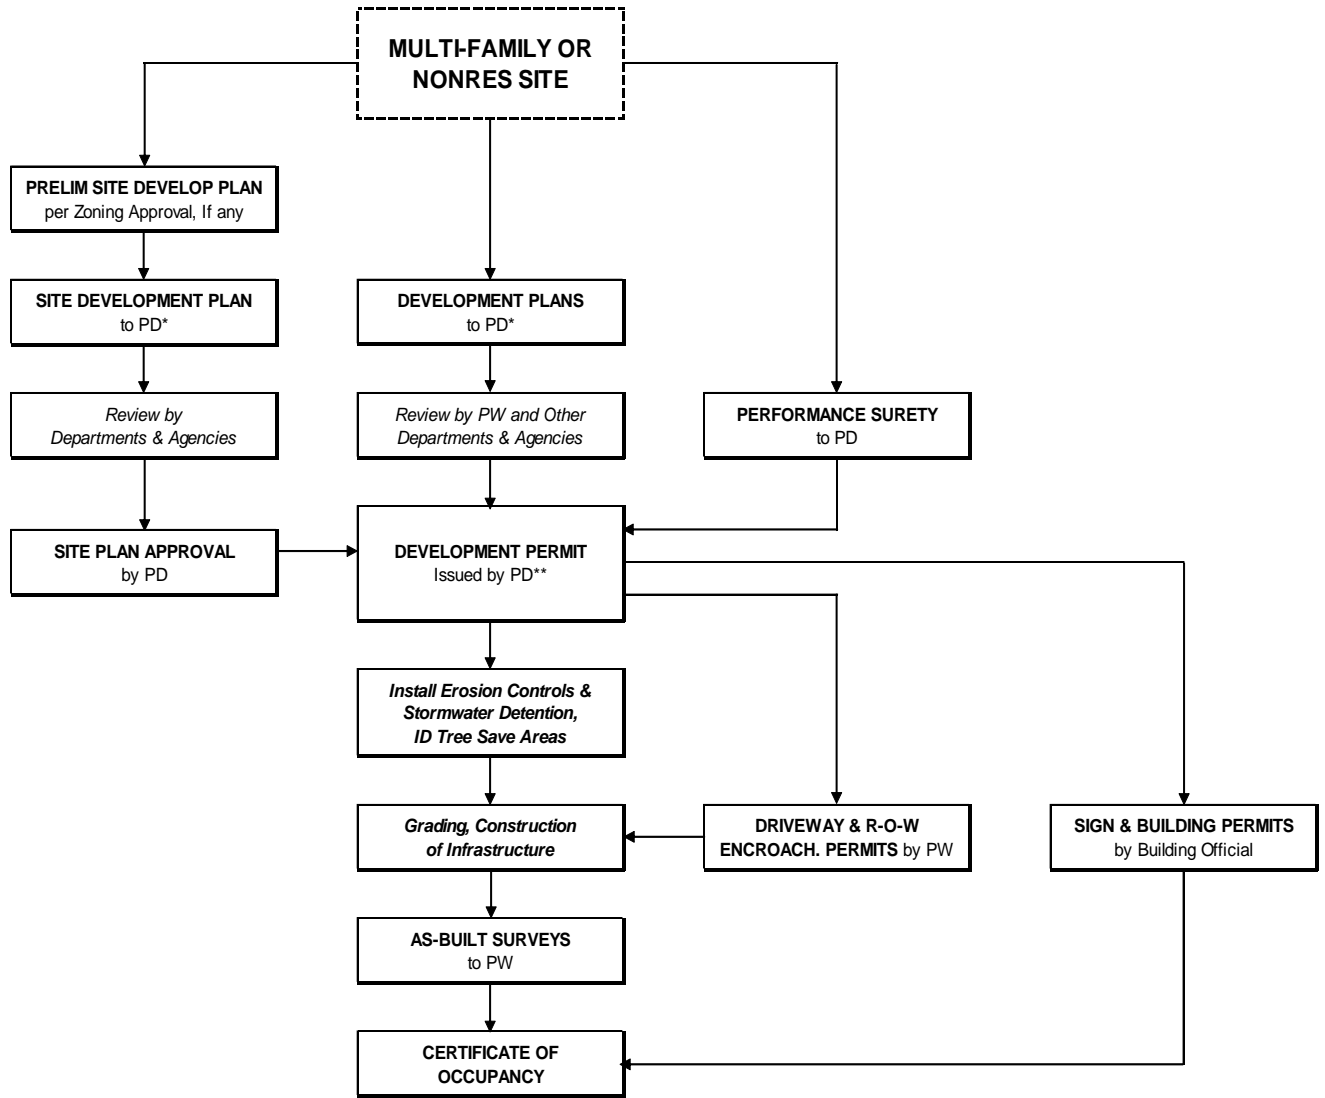 MULTI-FAMILY OR
NONRES SITE
PRELIM SITE DEVELOP PLAN
per Zoning Approval, If any
SITE DEVELOPMENT PLAN
to PD*
DEVELOPMENT PLANS
to PD*
Review by
Departments & Agencies
Review by PW and Other
Departments & Agencies
PERFORMANCE SURETY
to PD
SITE PLAN APPROVAL
by PD
DEVELOPMENT PERMIT
Issued by PD**
Install Erosion Controls &
Stormwater Detention,
ID Tree Save Areas
Grading, Construction
of Infrastructure
DRIVEWAY & R-O-W
ENCROACH. PERMITS by PW
SIGN & BUILDING PERMITS
by Building Official
AS-BUILT SURVEYS
to PW
CERTIFICATE OF
OCCUPANCY